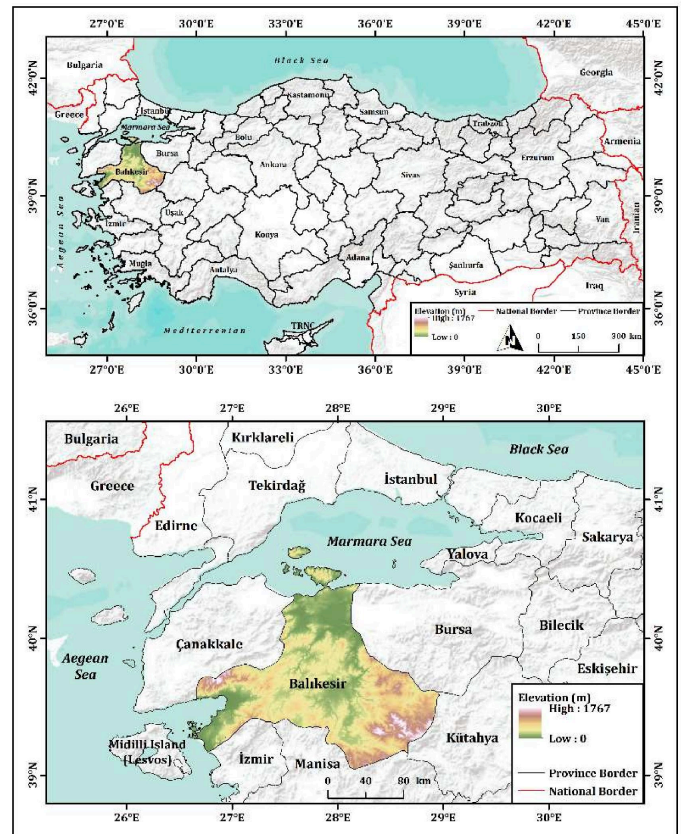 27°0'E 30°0'E 33°0'E 36°0'E 39°0'E 42°0'E 45°0'E
Bulgaria
Black Sea
Georgia
42°0'N
42°0'N
Kastamonu
İstanbul
Samsun
Greece
Trabzon
Marmara Sea
Bolu
Armenia
Bursa
Erzurum
Ankara
Balıkesir
Sivas
39°0'N
39°0'N
Aegean Sea
Uşak
İzmir
Van
Iranian
Konya
Muğla
Adana
Şanlıurfa
Antalya
Syria
Iraq
36°0'N
36°0'N
Mediterrenian
TRNC
Elevation (m)
High : 1767
Low : 0
National Border
Province Border
N
0 150 300 km
27°0'E 30°0'E 33°0'E 36°0'E 39°0'E 42°0'E 45°0'E
26°E 27°E 28°E 29°E 30°E
Bulgaria
Kırklareli
Black Sea
Greece
Tekirdağ
İstanbul
41°N
41°N
Edirne
Kocaeli
Marmara Sea
Sakarya
Yalova
Çanakkale
Bursa
Bilecik
40°N
40°N
Aegean
Sea
Eskişehir
Balıkesir
Elevation (m)
High : 1767
Low : 0
Kütahya
Midilli Island
(Lesvos)
İzmir
Manisa
Province Border
National Border
0 40 80 km
39°N
39°N
26°E 27°E 28°E 29°E 30°E